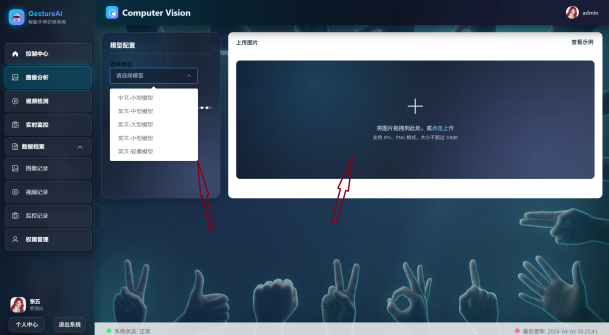 GestureAI
智能手势识别系统
控制中心
图像分析
视频检测
实时监控
数据档案
图像记录
视频记录
监控记录
权限管理
张五
管理员
个人中心
退出系统
Computer Vision
admin
模型配置
选择模型
请选择模型
中文-小型模型
英文-中型模型
英文-大型模型
英文-小型模型
英文-轻量模型
上传图片
查看示例
将图片拖拽到此处，或点击上传
支持 JPG、PNG 格式，大小不超过 10MB
系统状态: 正常
最后更新: 2026-04-03 05:25:41